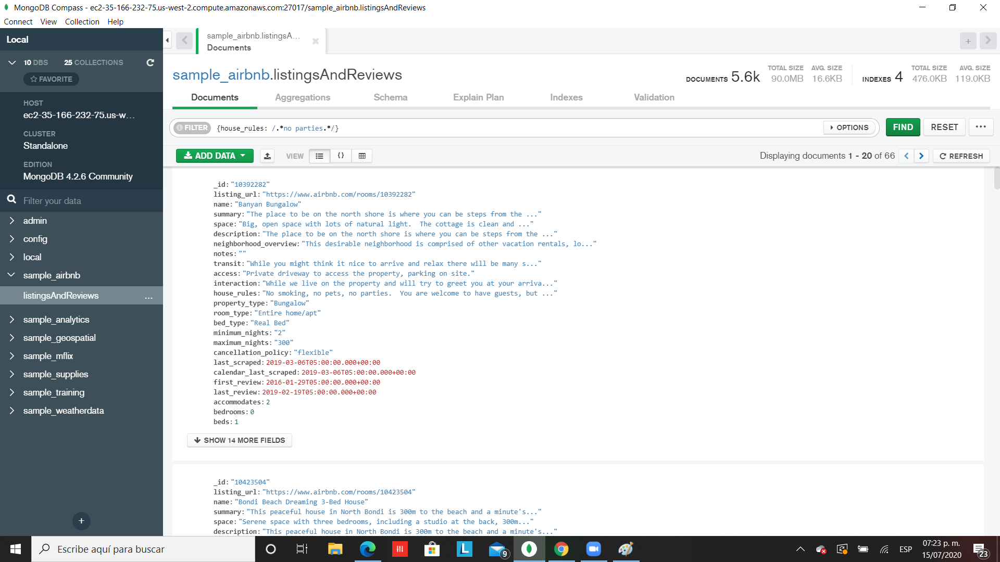 MongoDB Compass - ec2-35-166-232-75.us-west-2.compute.amazonaws.com:27017/sample_airbnb.listingsAndReviews
Connect View Collection Help
Local
10 DBS 25 COLLECTIONS
FAVORITE
HOST
ec2-35-166-232-75.us-w...
CLUSTER
Standalone
EDITION
MongoDB 4.2.6 Community
Filter your data
admin
config
local
sample_airbnb
listingsAndReviews ...
sample_analytics
sample_geospatial
sample_mflix
sample_supplies
sample_training
sample_weatherdata
+
sample_airbnb.listingsA...
Documents
sample_airbnb.listingsAndReviews
DOCUMENTS 5.6k TOTAL SIZE 90.0MB AVG. SIZE 16.6KB INDEXES 4 TOTAL SIZE 476.0KB AVG. SIZE 119.0KB
Documents Aggregations Schema Explain Plan Indexes Validation
FILTER {house_rules: /.*no parties.*/} OPTIONS FIND RESET ...
ADD DATA VIEW {} Displaying documents 1 - 20 of 66 REFRESH
_id: "10392282"
listing_url: "https://www.airbnb.com/rooms/10392282"
name: "Banyan Bungalow"
summary: "The place to be on the north shore is where you can be steps from the ..."
space: "Big, open space with lots of natural light.  The cottage is clean and ..."
description: "The place to be on the north shore is where you can be steps from the ..."
neighborhood_overview: "This desirable neighborhood is comprised of other vacation rentals, lo..."
notes: ""
transit: "While you might think it nice to arrive and relax there will be many s..."
access: "Private driveway to access the property, parking on site."
interaction: "While we live on the property and will try to greet you at your arriva..."
house_rules: "No smoking, no pets, no parties.  You are welcome to have guests, but ..."
property_type: "Bungalow"
room_type: "Entire home/apt"
bed_type: "Real Bed"
minimum_nights: "2"
maximum_nights: "300"
cancellation_policy: "flexible"
last_scraped: 2019-03-06T05:00:00.000+00:00
calendar_last_scraped: 2019-03-06T05:00:00.000+00:00
first_review: 2016-01-29T05:00:00.000+00:00
last_review: 2019-02-19T05:00:00.000+00:00
accommodates: 2
bedrooms: 0
beds: 1
SHOW 14 MORE FIELDS
_id: "10423504"
listing_url: "https://www.airbnb.com/rooms/10423504"
name: "Bondi Beach Dreaming 3-Bed House"
summary: "This peaceful house in North Bondi is 300m to the beach and a minute's..."
space: "Serene space with three bedrooms, including a studio at the back, 300m..."
description: "This peaceful house in North Bondi is 300m to the beach and a minute's..."
Escribe aquí para buscar
L
9
ESP
07:23 p. m.
15/07/2020
23